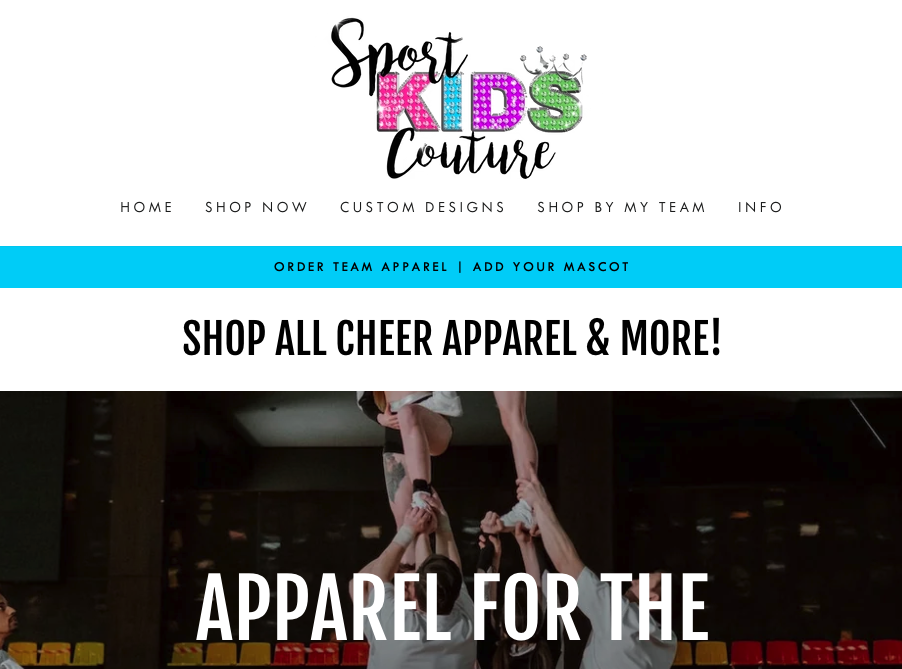 Sport
KIDS
Couture
HOME SHOP NOW CUSTOM DESIGNS SHOP BY MY TEAM INFO
ORDER TEAM APPAREL | ADD YOUR MASCOT
SHOP ALL CHEER APPAREL & MORE!
APPAREL FOR THE